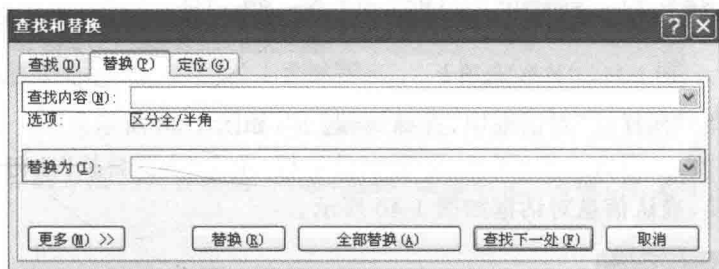 查找和替换
查找(D) 替换(P) 定位(G)
查找内容(N):
选项: 区分全/半角
替换为(I):
更多(M) >> 替换(R) 全部替换(A) 查找下一处(F) 取消